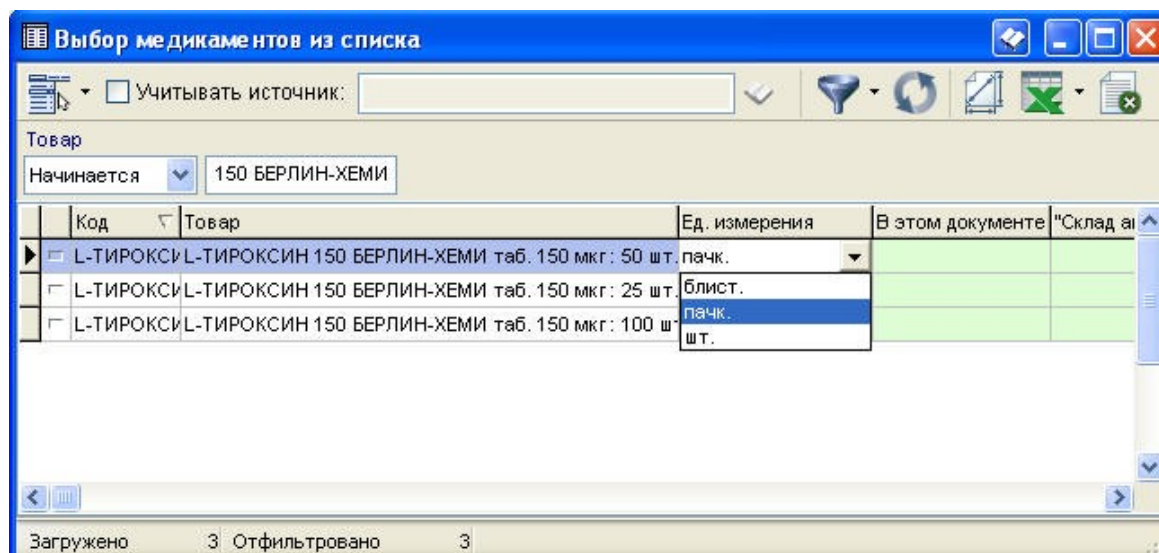 Выбор медикаментов из списка
Учитывать источник:
Товар
Начинается 150 БЕРЛИН-ХЕМИ
Код Товар Ед. измерения В этом документе "Склад
L-ТИРОКСИ L-ТИРОКСИН 150 БЕРЛИН-ХЕМИ таб. 150 мкг: 50 шт. пачк.
L-ТИРОКСИ L-ТИРОКСИН 150 БЕРЛИН-ХЕМИ таб. 150 мкг: 25 шт. блист.
пачк.
L-ТИРОКСИ L-ТИРОКСИН 150 БЕРЛИН-ХЕМИ таб. 150 мкг: 100 ш
шт.
Загружено 3 Отфильтровано 3